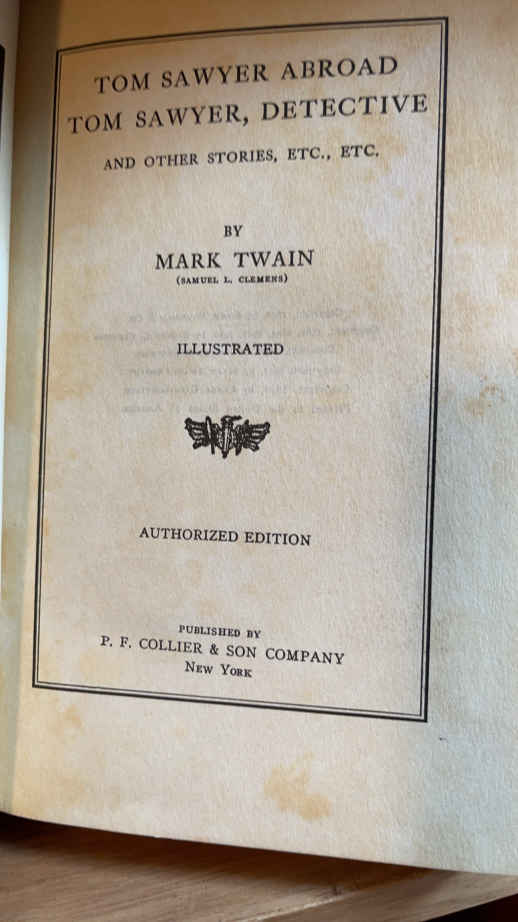 TOM SAWYER ABROAD
TOM SAWYER, DETECTIVE
AND OTHER STORIES, ETC., ETC.
BY
MARK TWAIN
(SAMUEL L. CLEMENS)
ILLUSTRATED
AUTHORIZED EDITION
PUBLISHED BY
P. F. COLLIER & SON COMPANY
NEW YORK